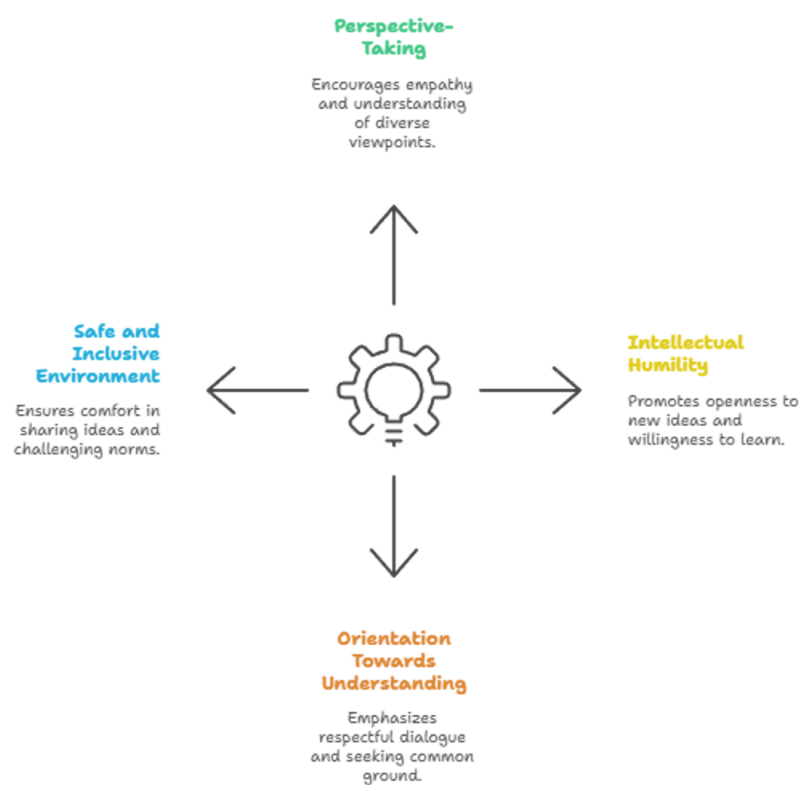 Perspective-
Taking
Encourages empathy
and understanding
of diverse
viewpoints.
Safe and
Inclusive
Environment
Ensures comfort in
sharing ideas and
challenging norms.
Intellectual
Humility
Promotes openness to
new ideas and
willingness to learn.
Orientation
Towards
Understanding
Emphasizes
respectful dialogue
and seeking common
ground.